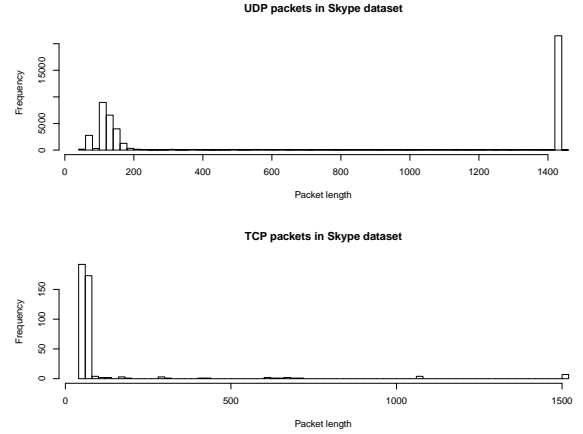 UDP packets in Skype dataset
Frequency
15000
5000
0
0 200 400 600 800 1000 1200 1400
Packet length
TCP packets in Skype dataset
Frequency
150
100
50
0
0 500 1000 1500
Packet length